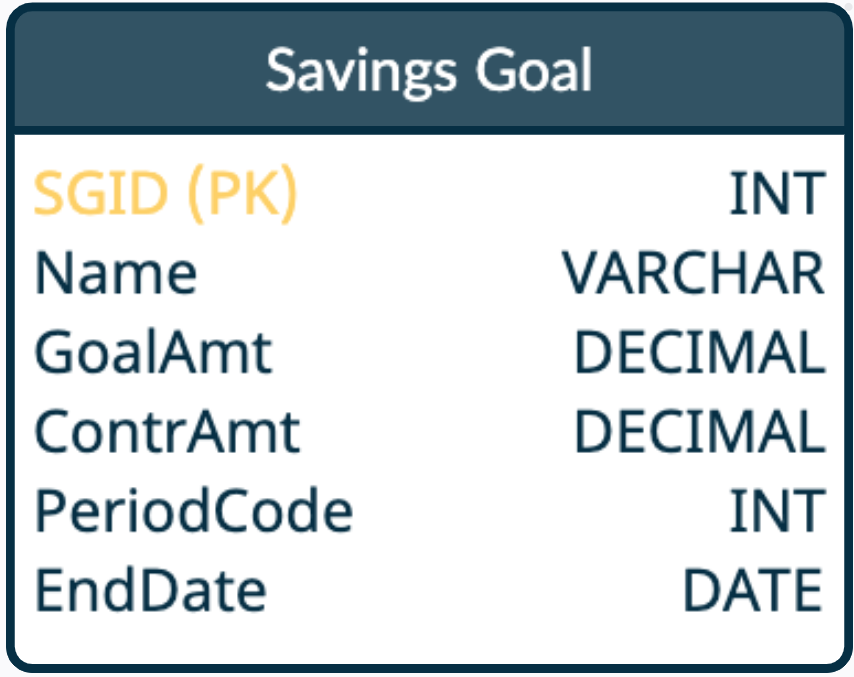 Savings Goal
SGID (PK) INT
Name VARCHAR
GoalAmt DECIMAL
ContrAmt DECIMAL
PeriodCode INT
EndDate DATE